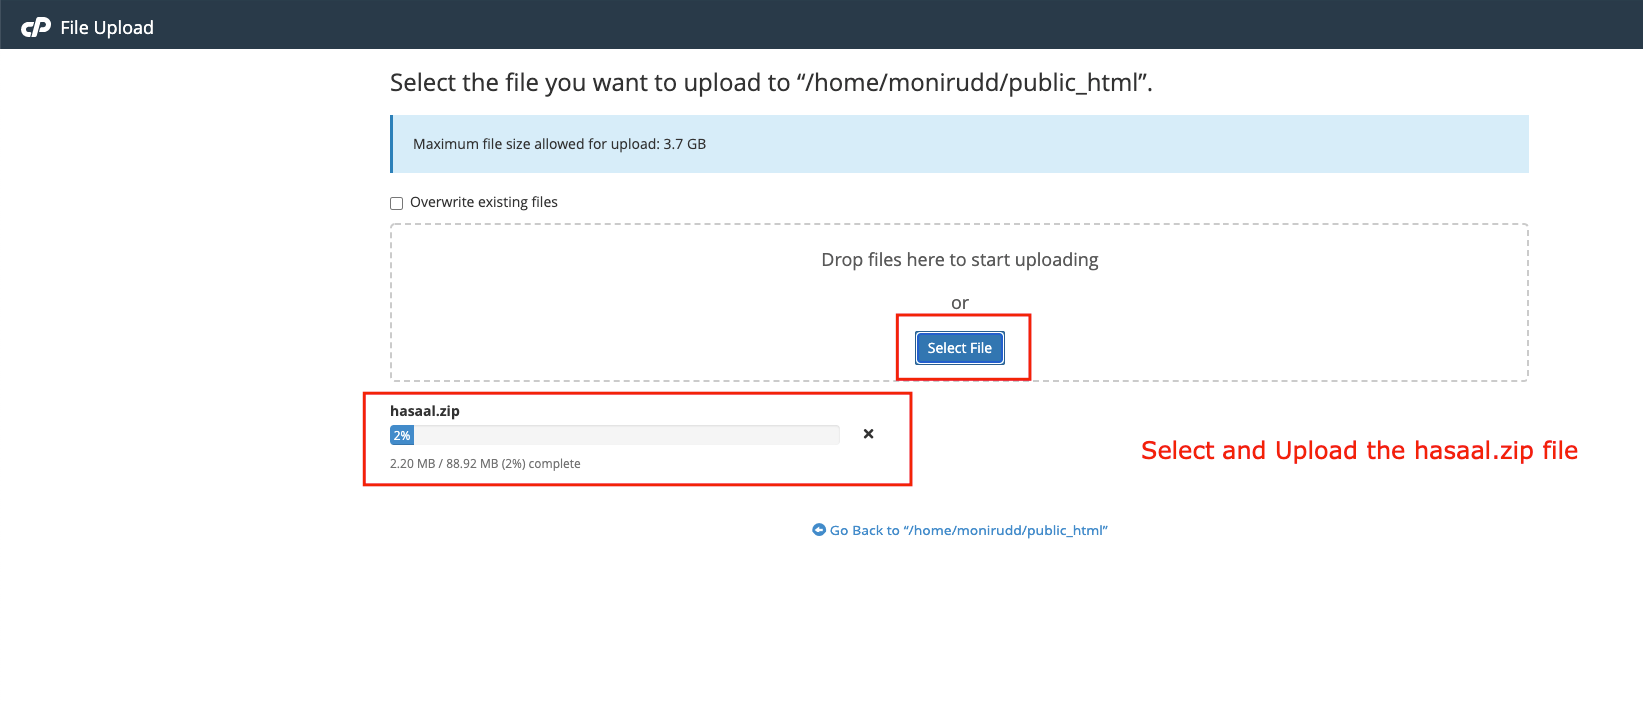 cP File Upload
Select the file you want to upload to “/home/monirudd/public_html”.
Maximum file size allowed for upload: 3.7 GB
Overwrite existing files
Drop files here to start uploading
or
Select File
hasaal.zip
2%
2.20 MB / 88.92 MB (2%) complete
Select and Upload the hasaal.zip file
Go Back to “/home/monirudd/public_html”